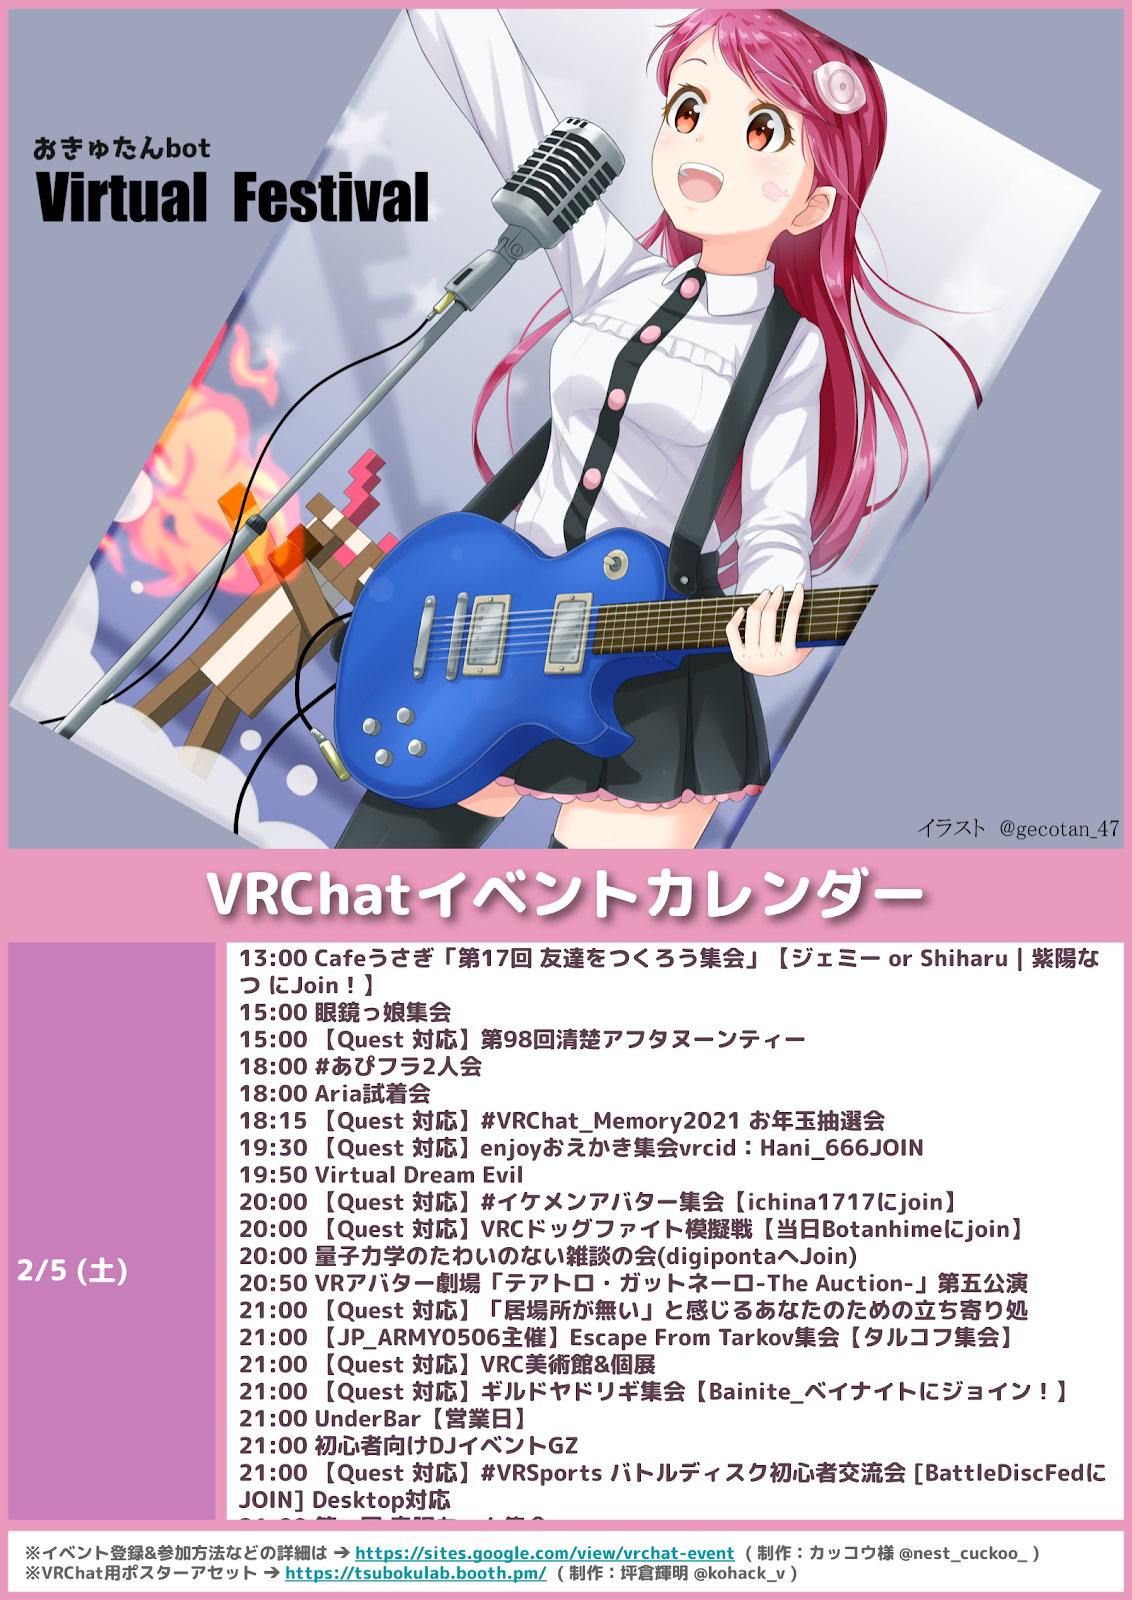 おきゅたんbot
Virtual Festival
イラスト @gecotan_47
VRChatイベントカレンダー
2/5 (土)
13:00 Cafeうさぎ「第17回 友達をつくろう集会」【ジェミー or Shiharu | 紫陽な
つ にJoin！】
15:00 眼鏡っ娘集会
15:00 【Quest 対応】第98回清楚アフタヌーンティー
18:00 #あぴフラ2人会
18:00 Aria試着会
18:15 【Quest 対応】#VRChat_Memory2021 お年玉抽選会
19:30 【Quest 対応】enjoyおえかき集会vrcid：Hani_666JOIN
19:50 Virtual Dream Evil
20:00 【Quest 対応】#イケメンアバター集会【ichina1717にjoin】
20:00 【Quest 対応】VRCドッグファイト模擬戦【当日Botanhimeにjoin】
20:00 量子力学のたわいのない雑談の会(digipontaへJoin)
20:50 VRアバター劇場「テアトロ・ガットネーロ-The Auction-」第五公演
21:00 【Quest 対応】「居場所が無い」と感じるあなたのための立ち寄り処
21:00 【JP_ARMY0506主催】Escape From Tarkov集会【タルコフ集会】
21:00 【Quest 対応】VRC美術館&個展
21:00 【Quest 対応】ギルドヤドリギ集会【Bainite_ベイナイトにジョイン！】
21:00 UnderBar【営業日】
21:00 初心者向けDJイベントGZ
21:00 【Quest 対応】#VRSports バトルディスク初心者交流会 [BattleDiscFedに
JOIN] Desktop対応
※イベント登録&参加方法などの詳細は → https://sites.google.com/view/vrchat-event （ 制作：カッコウ様 @nest_cuckoo_ ）
※VRChat用ポスターアセット → https://tsubokulab.booth.pm/ （ 制作：坪倉輝明 @kohack_v ）